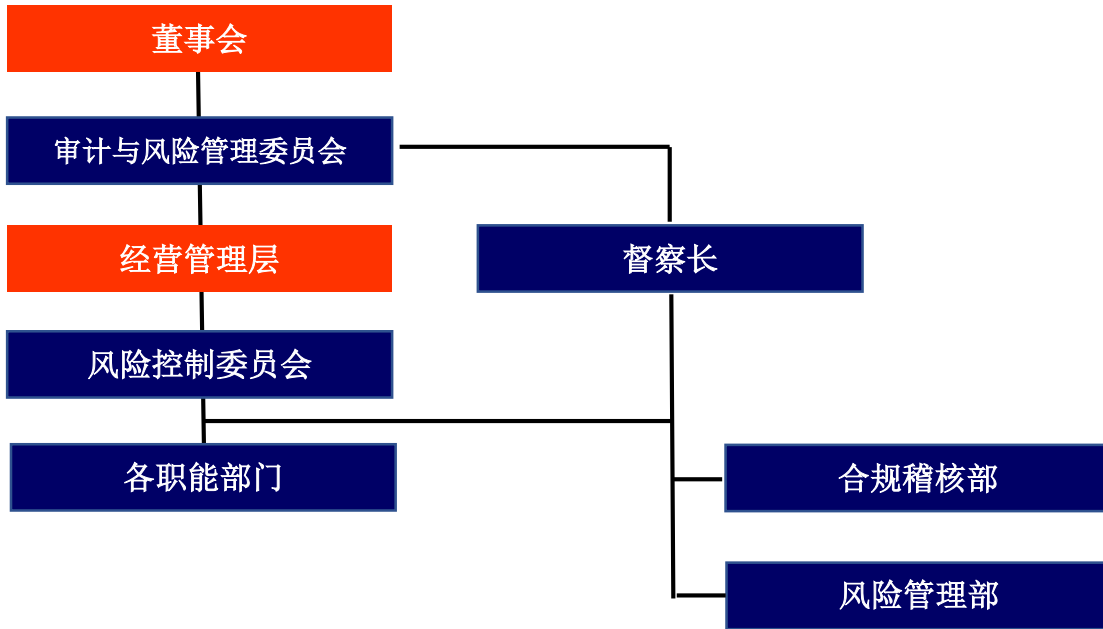 董事会
审计与风险管理委员会
经营管理层
督察长
风险控制委员会
各职能部门
合规稽核部
风险管理部